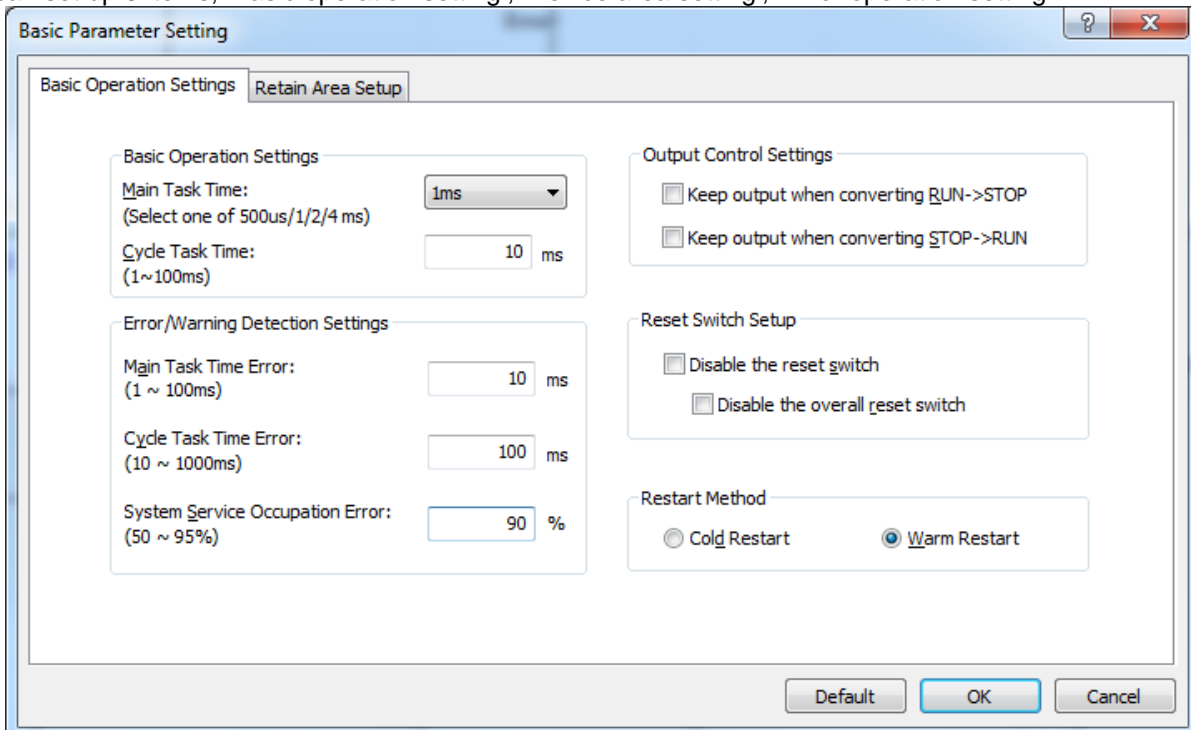 Basic Parameter Setting
Basic Operation Settings
Retain Area Setup
Basic Operation Settings
Main Task Time:
1ms
(Select one of 500us/1/2/4 ms)
Cycle Task Time:
10 ms
(1~100ms)
Error/Warning Detection Settings
Main Task Time Error:
10 ms
(1 ~ 100ms)
Cycle Task Time Error:
100 ms
(10 ~ 1000ms)
System Service Occupation Error:
90 %
(50 ~ 95%)
Output Control Settings
Keep output when converting RUN->STOP
Keep output when converting STOP->RUN
Reset Switch Setup
Disable the reset switch
Disable the overall reset switch
Restart Method
Cold Restart
Warm Restart
Default
OK
Cancel